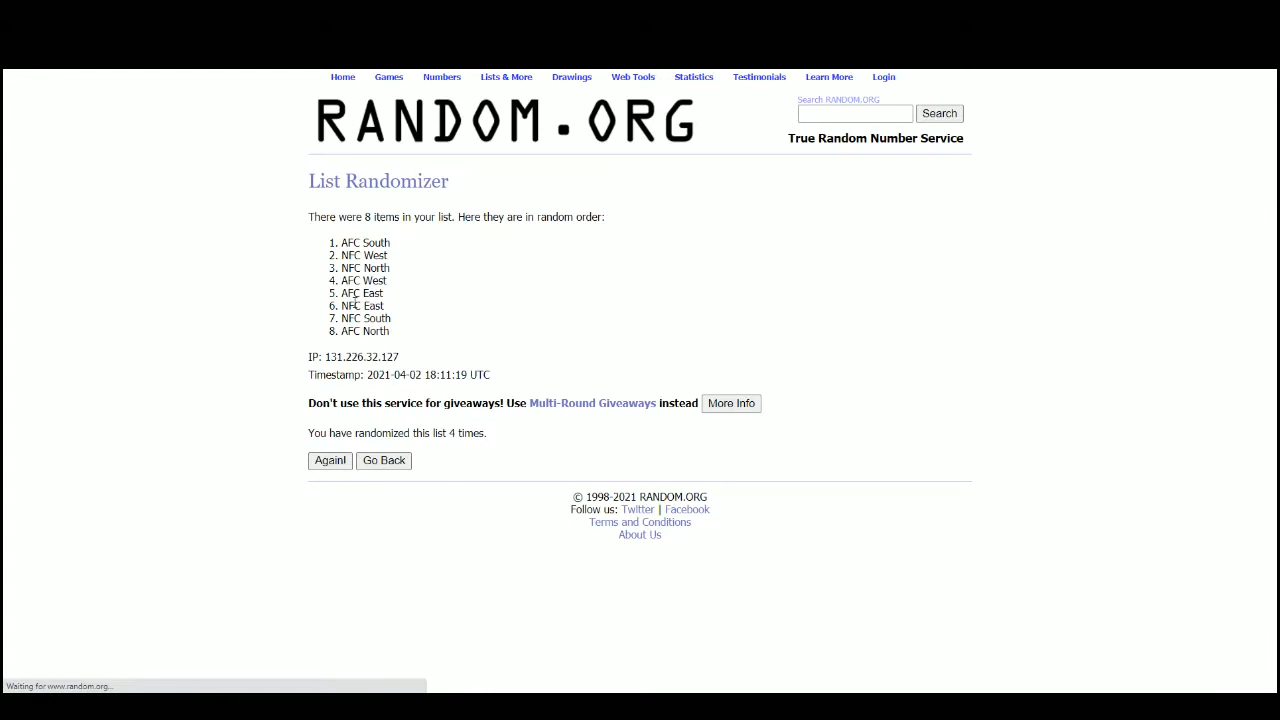 Home Games Numbers Lists & More Drawings Web Tools Statistics Testimonials Learn More Login
RANDOM.ORG
Search RANDOM.ORG
Search
True Random Number Service
List Randomizer
There were 8 items in your list. Here they are in random order:
1. AFC South
2. NFC West
3. NFC North
4. AFC West
5. AFC East
6. NFC East
7. NFC South
8. AFC North
IP: 131.226.32.127
Timestamp: 2021-04-02 18:11:19 UTC
Don't use this service for giveaways! Use Multi-Round Giveaways instead More Info
You have randomized this list 4 times.
Again! Go Back
© 1998-2021 RANDOM.ORG
Follow us: Twitter | Facebook
Terms and Conditions
About Us
Waiting for www.random.org...